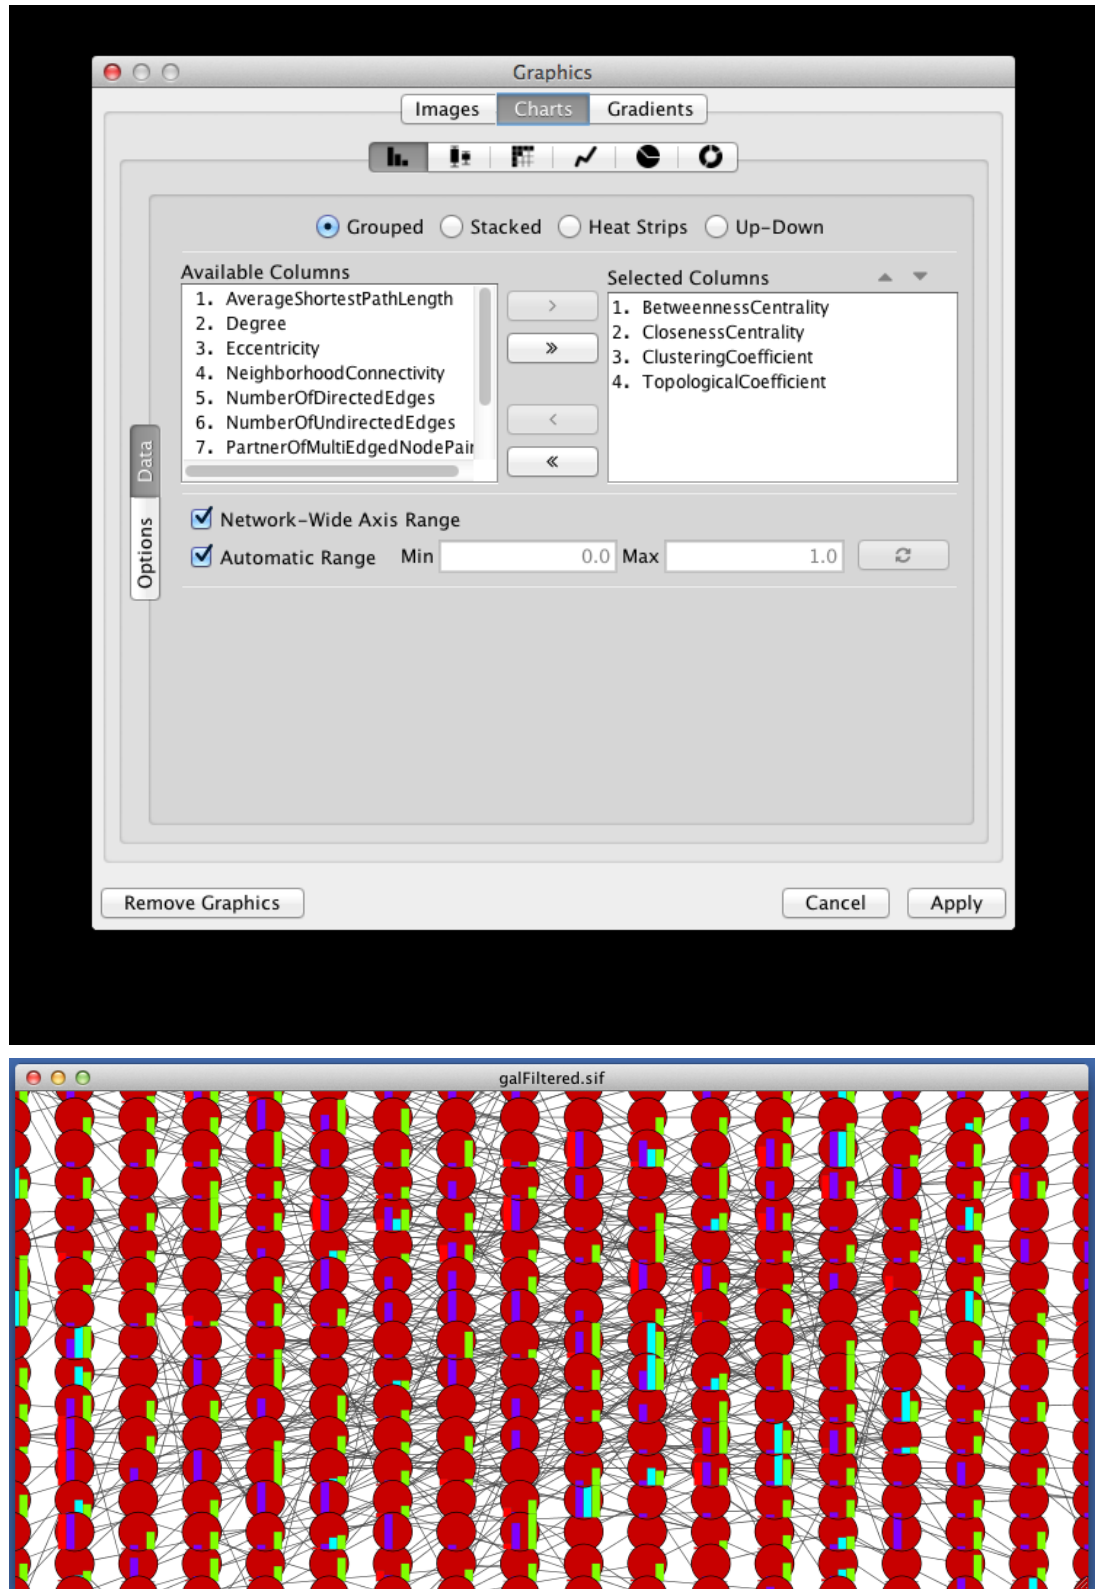 Graphics
Images Charts Gradients
Grouped Stacked Heat Strips Up-Down
Available Columns
1. AverageShortestPathLength
2. Degree
3. Eccentricity
4. NeighborhoodConnectivity
5. NumberOfDirectedEdges
6. NumberOfUndirectedEdges
7. PartnerOfMultiEdgedNodePair
>
»
<
«
Selected Columns
1. BetweennessCentrality
2. ClosenessCentrality
3. ClusteringCoefficient
4. TopologicalCoefficient
Data
Options
Network-Wide Axis Range
Automatic Range Min 0.0 Max 1.0
Remove Graphics Cancel Apply
galFiltered.sif